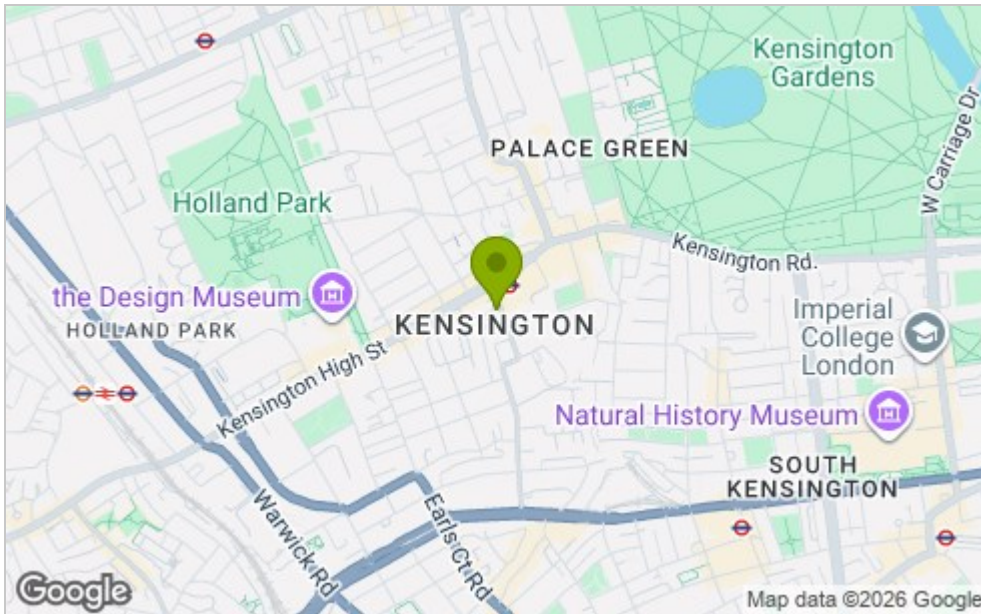 Kensington
Gardens
PALACE GREEN
W Carriage Dr
Holland Park
Kensington Rd.
the Design Museum
HOLLAND PARK
KENSINGTON
Imperial
College
London
Kensington High St
Natural History Museum
SOUTH
KENSINGTON
Warwick Rd
Earls Ct Rd
Google
Map data ©2026 Google